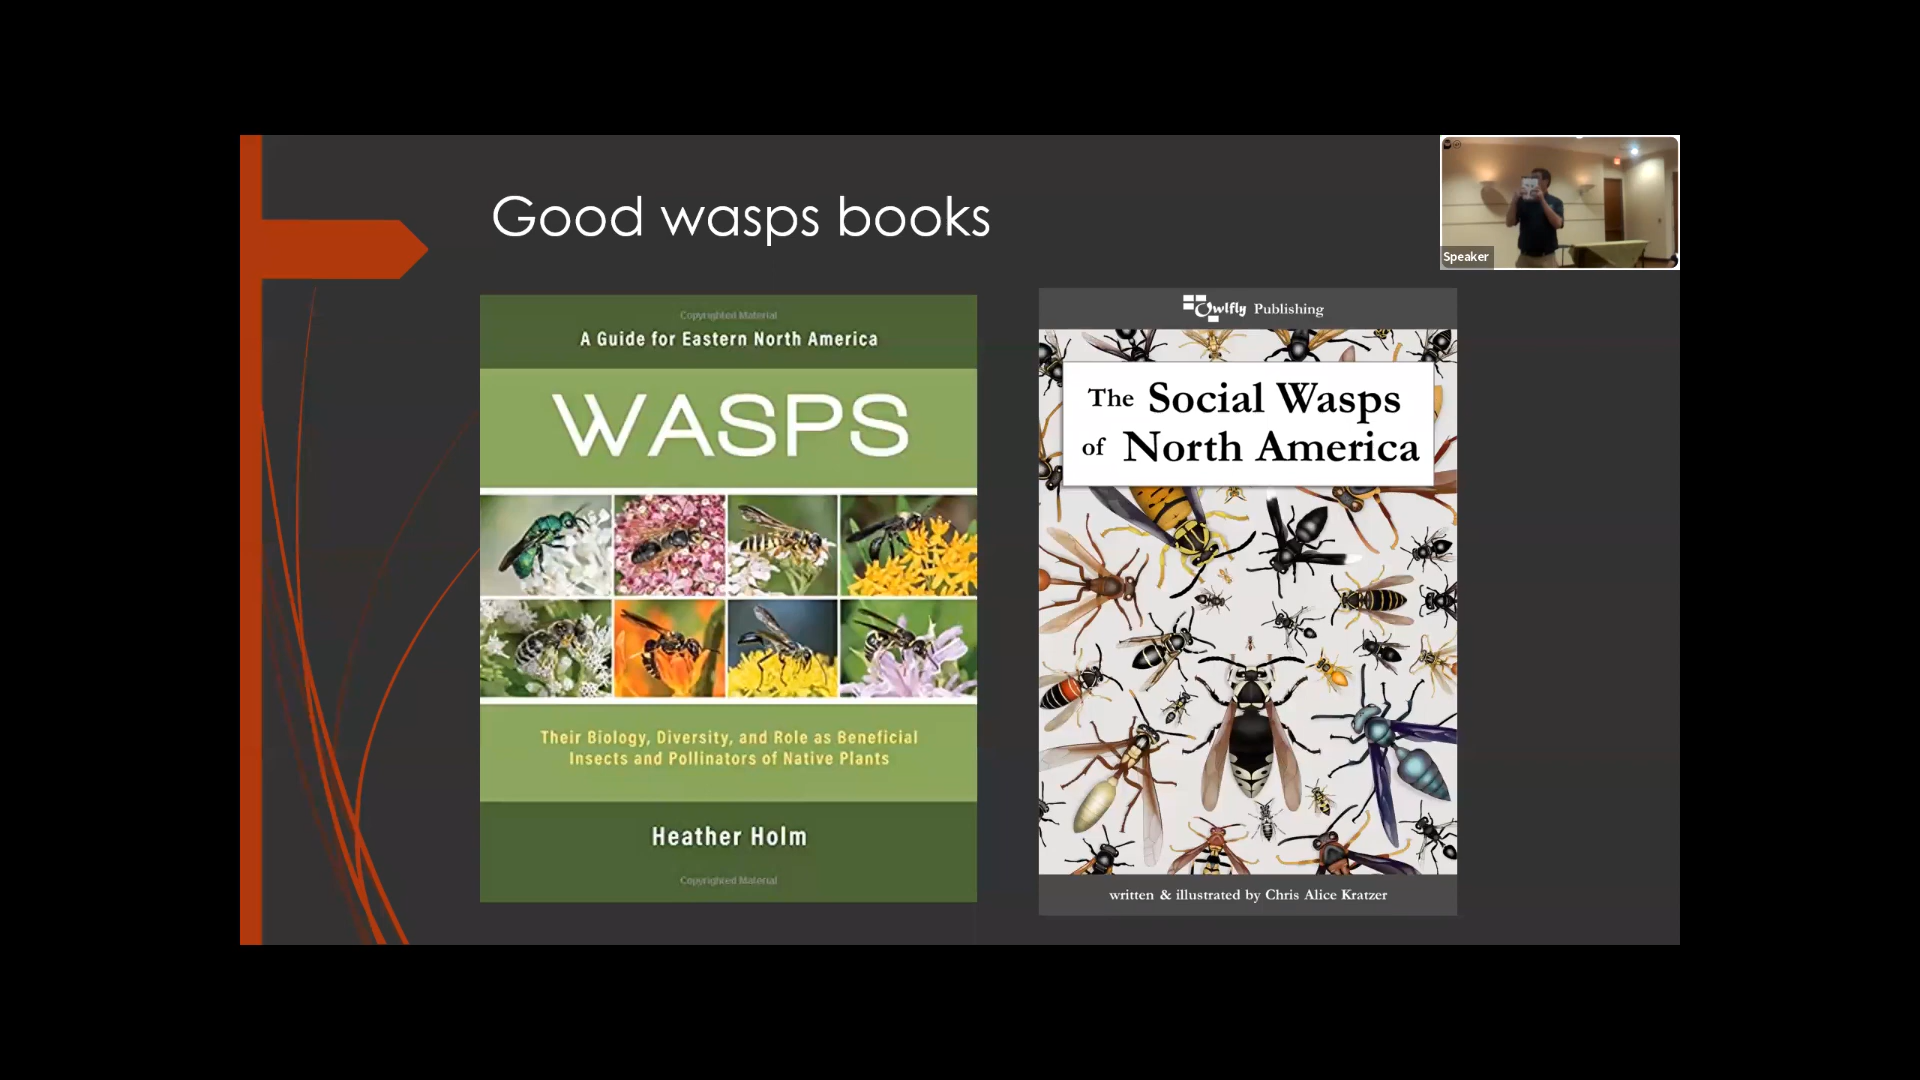 Good wasps books
Speaker
Copyrighted Material
A Guide for Eastern North America
WASPS
Their Biology, Diversity, and Role as Beneficial
Insects and Pollinators of Native Plants
Heather Holm
Copyrighted Material
Owlfly Publishing
The Social Wasps
of North America
written & illustrated by Chris Alice Kratzer